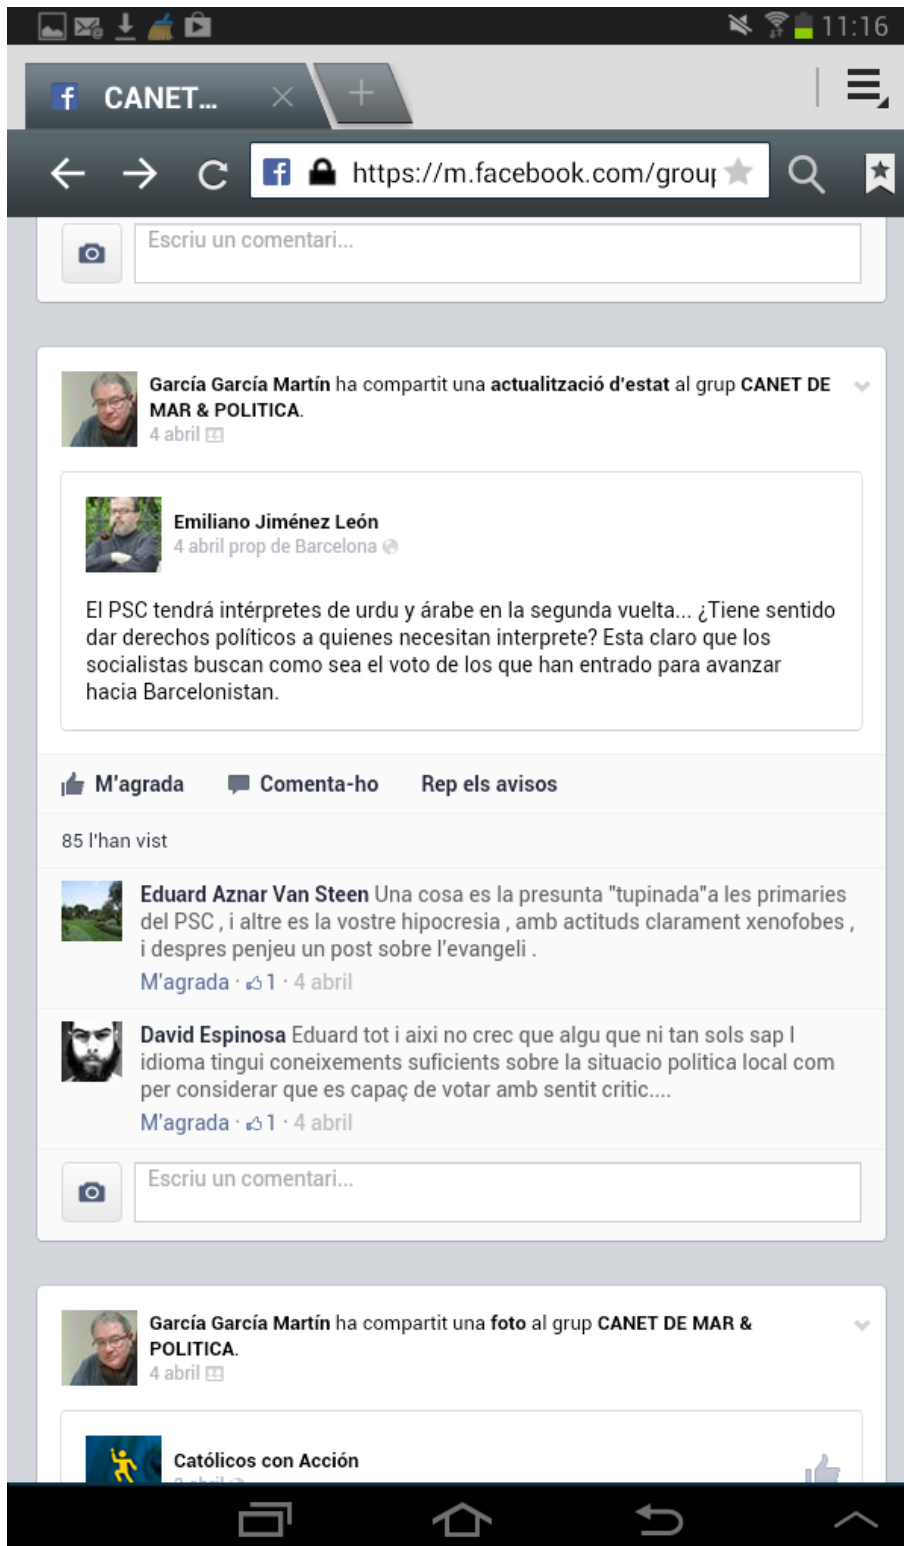 11:16
CANET...
https://m.facebook.com/group
Escriu un comentari...
García García Martín ha compartit una actualització d'estat al grup CANET DE
MAR & POLITICA.
4 abril
Emiliano Jiménez León
4 abril prop de Barcelona
El PSC tendrá intérpretes de urdu y árabe en la segunda vuelta... ¿Tiene sentido
dar derechos políticos a quienes necesitan interprete? Esta claro que los
socialistas buscan como sea el voto de los que han entrado para avanzar
hacia Barcelonistan.
M'agrada Comenta-ho Rep els avisos
85 l'han vist
Eduard Aznar Van Steen Una cosa es la presunta "tupinada"a les primaries
del PSC , i altre es la vostre hipocresia , amb actituds clarament xenofobes ,
i despres penjeu un post sobre l'evangeli .
M'agrada · 1 · 4 abril
David Espinosa Eduard tot i aixi no crec que algu que ni tan sols sap l
idioma tingui coneixements suficients sobre la situacio politica local com
per considerar que es capaç de votar amb sentit critic....
M'agrada · 1 · 4 abril
Escriu un comentari...
García García Martín ha compartit una foto al grup CANET DE MAR &
POLITICA.
4 abril
Católicos con Acción